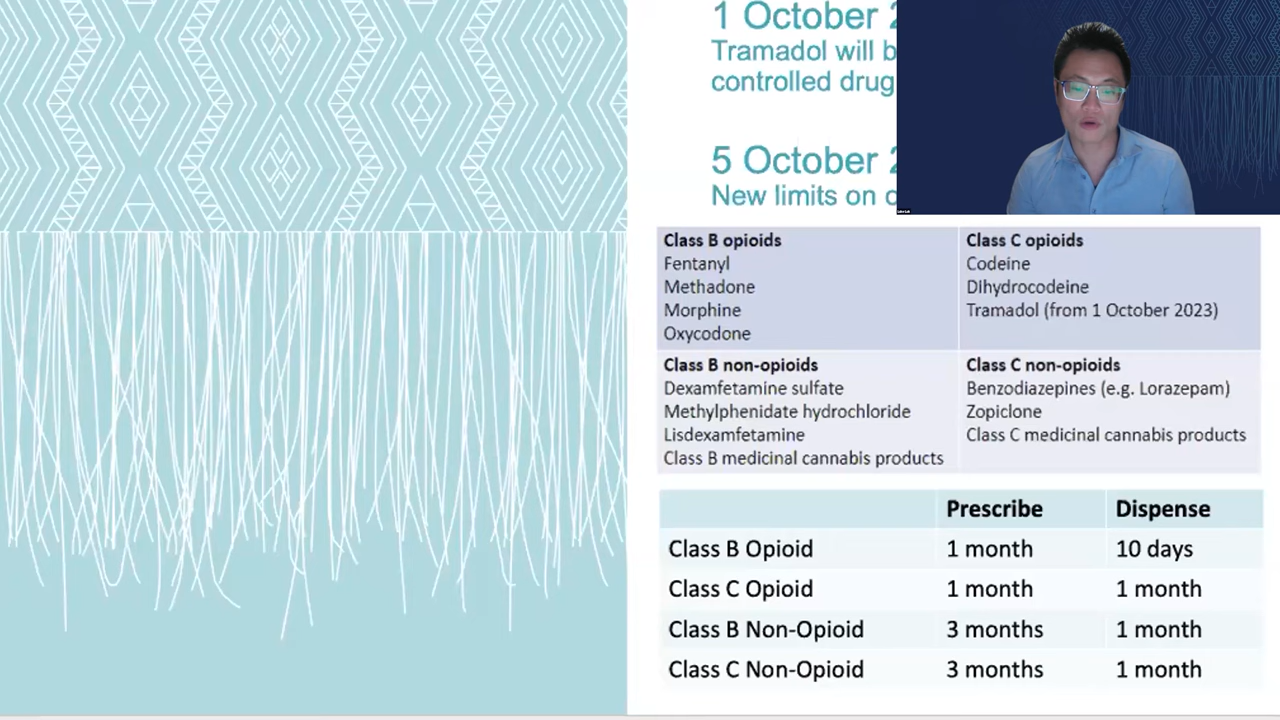 1 October 2
Tramadol will b
controlled drug
5 October 2
New limits on o
Class B opioids
Fentanyl
Methadone
Morphine
Oxycodone
Class C opioids
Codeine
Dihydrocodeine
Tramadol (from 1 October 2023)
Class B non-opioids
Dexamfetamine sulfate
Methylphenidate hydrochloride
Lisdexamfetamine
Class B medicinal cannabis products
Class C non-opioids
Benzodiazepines (e.g. Lorazepam)
Zopiclone
Class C medicinal cannabis products
Prescribe Dispense
Class B Opioid 1 month 10 days
Class C Opioid 1 month 1 month
Class B Non-Opioid 3 months 1 month
Class C Non-Opioid 3 months 1 month